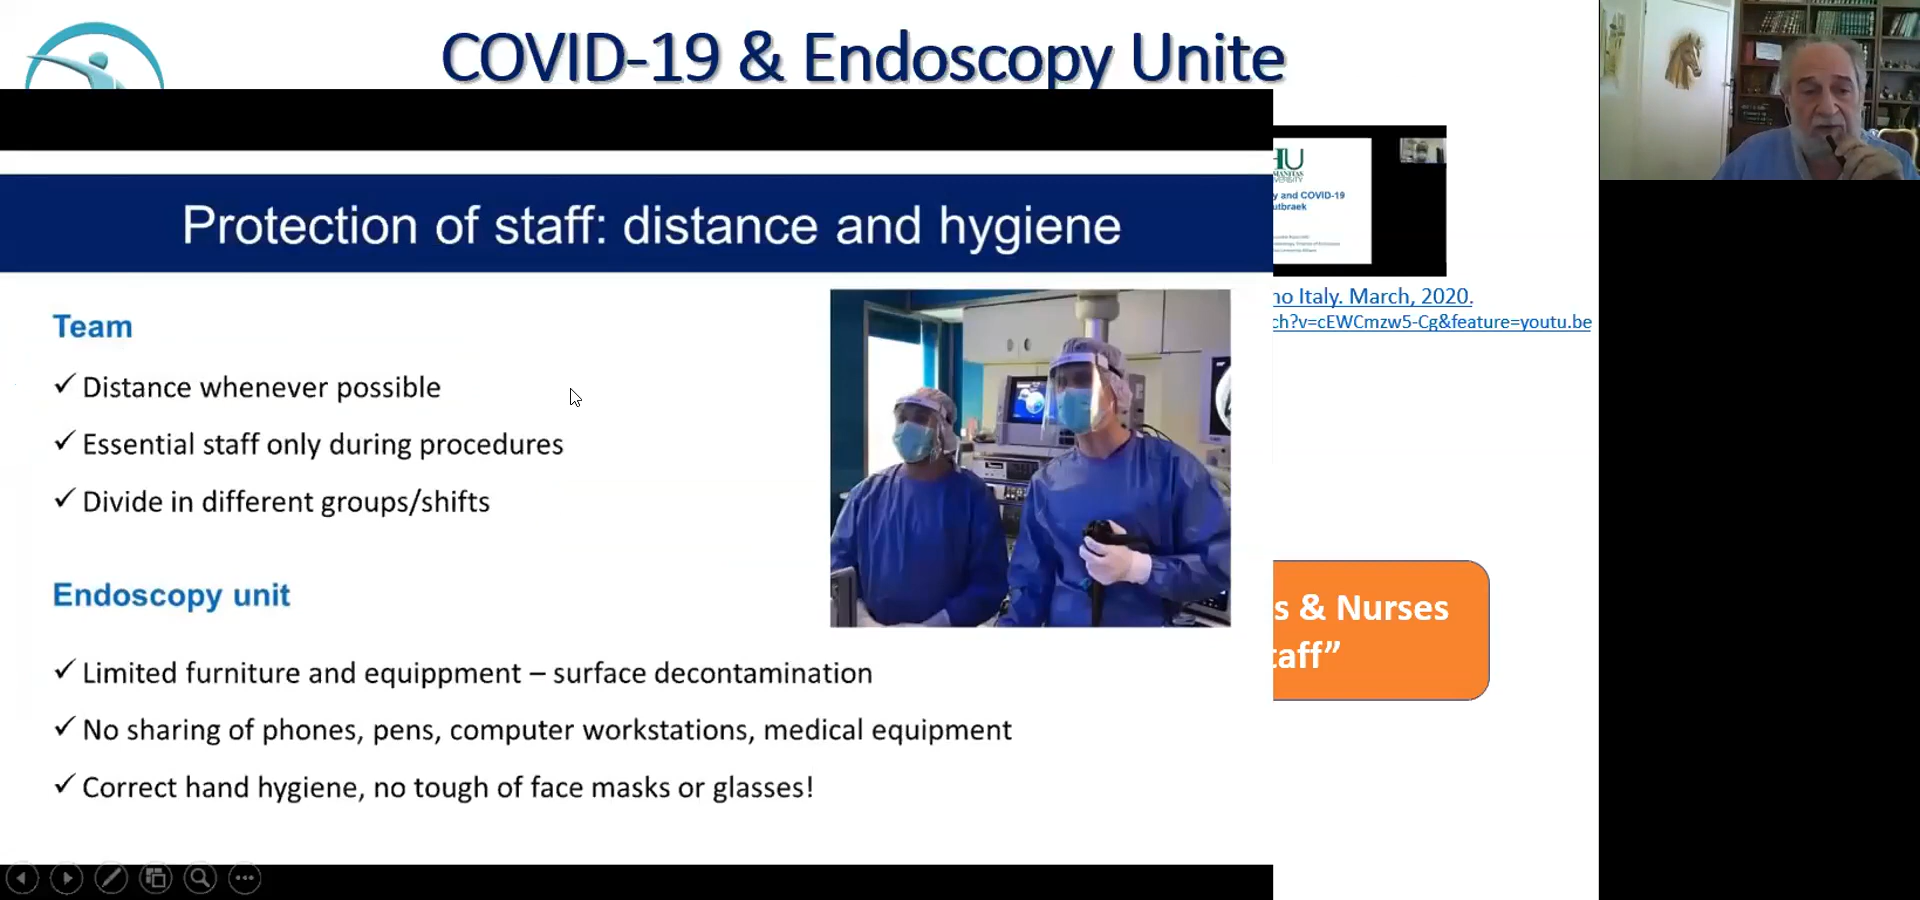 COVID-19 & Endoscopy Unite
Protection of staff: distance and hygiene
Team
✓ Distance whenever possible
✓ Essential staff only during procedures
✓ Divide in different groups/shifts
Endoscopy unit
✓ Limited furniture and equippment – surface decontamination
✓ No sharing of phones, pens, computer workstations, medical equipment
✓ Correct hand hygiene, no tough of face masks or glasses!
y and COVID-19
utbraek
no Italy. March, 2020.
ch?v=cEWCmzw5-Cg&feature=youtu.be
s & Nurses
taff”